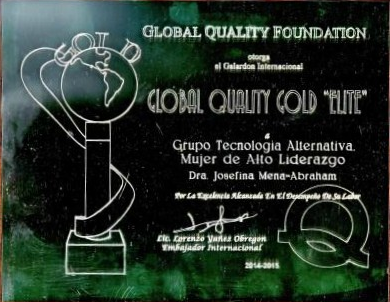 GOLD
GLOBAL QUALITY FOUNDATION
otorga
el Galardon Internacional
GLOBAL QUALITY GOLD "ELITE"
a
Grupo Tecnologia Alternativa.
Mujer de Alto Liderazgo
Dra. Josefina Mena-Abraham
Por La Excelencia Alcanzada En El Desempeño De Su Labor
Lic. Lorenzo Yañez Obregon
Embajador Internacional
2014-2015
Q